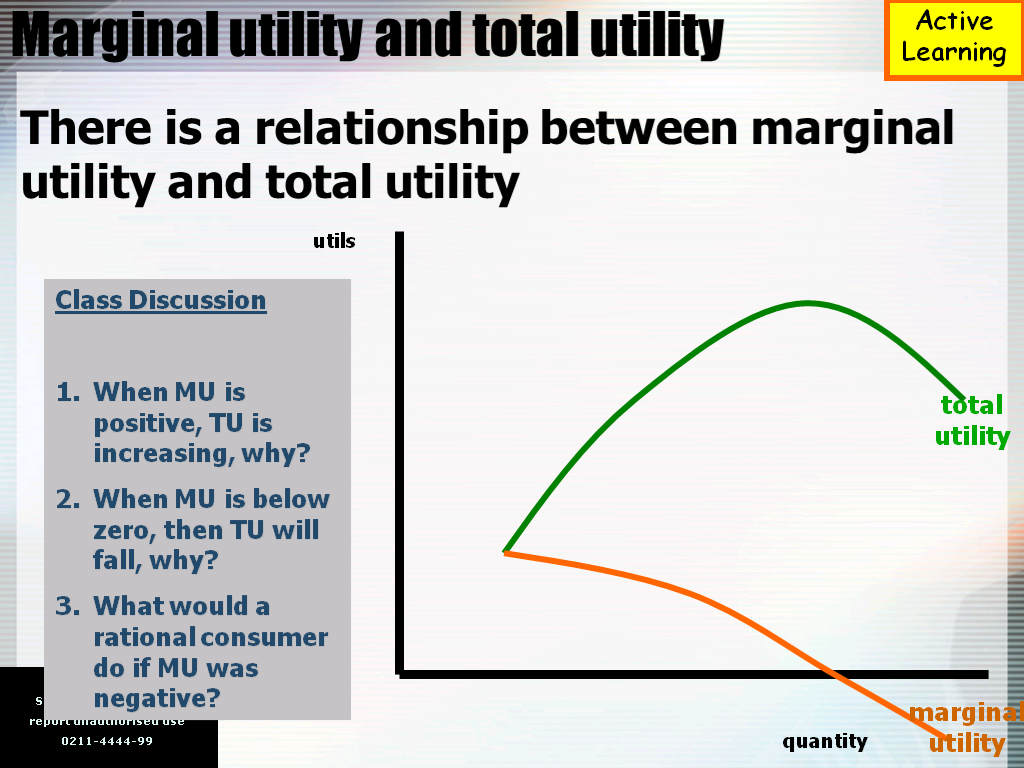 Marginal utility and total utility
Active
Learning
There is a relationship between marginal
utility and total utility
utils
Class Discussion
1. When MU is
positive, TU is
increasing, why?
2. When MU is below
zero, then TU will
fall, why?
3. What would a
rational consumer
do if MU was
negative?
total
utility
marginal
utility
quantity
report unauthorised use
0211-4444-99